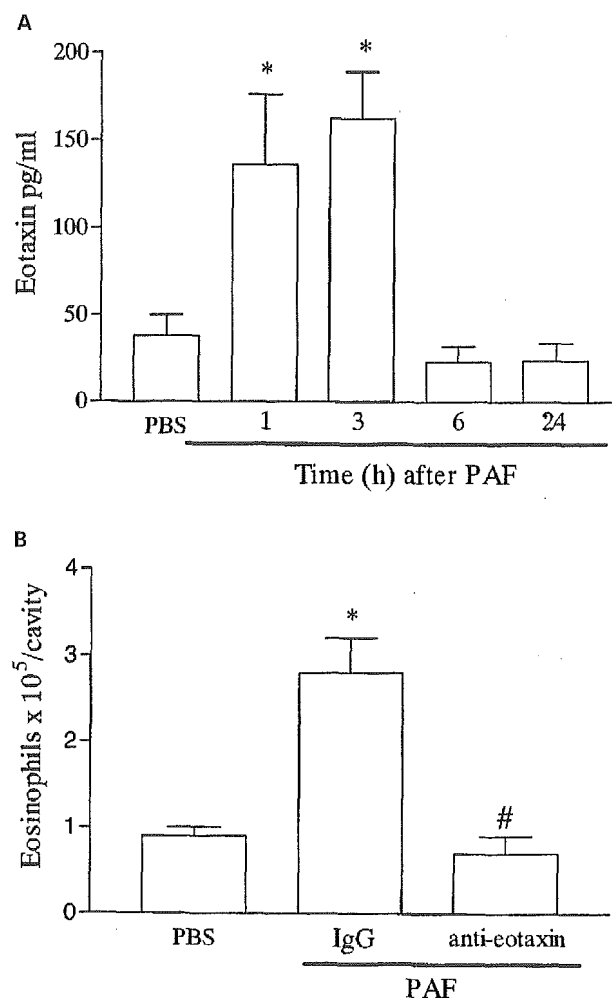 A
200
150
100
50
0
Eotaxin pg/ml
*
*
PBS 1 3 6 24
Time (h) after PAF
B
4
3
2
1
0
Eosinophils x 10⁵/cavity
*
#
PBS IgG anti-eotaxin
PAF